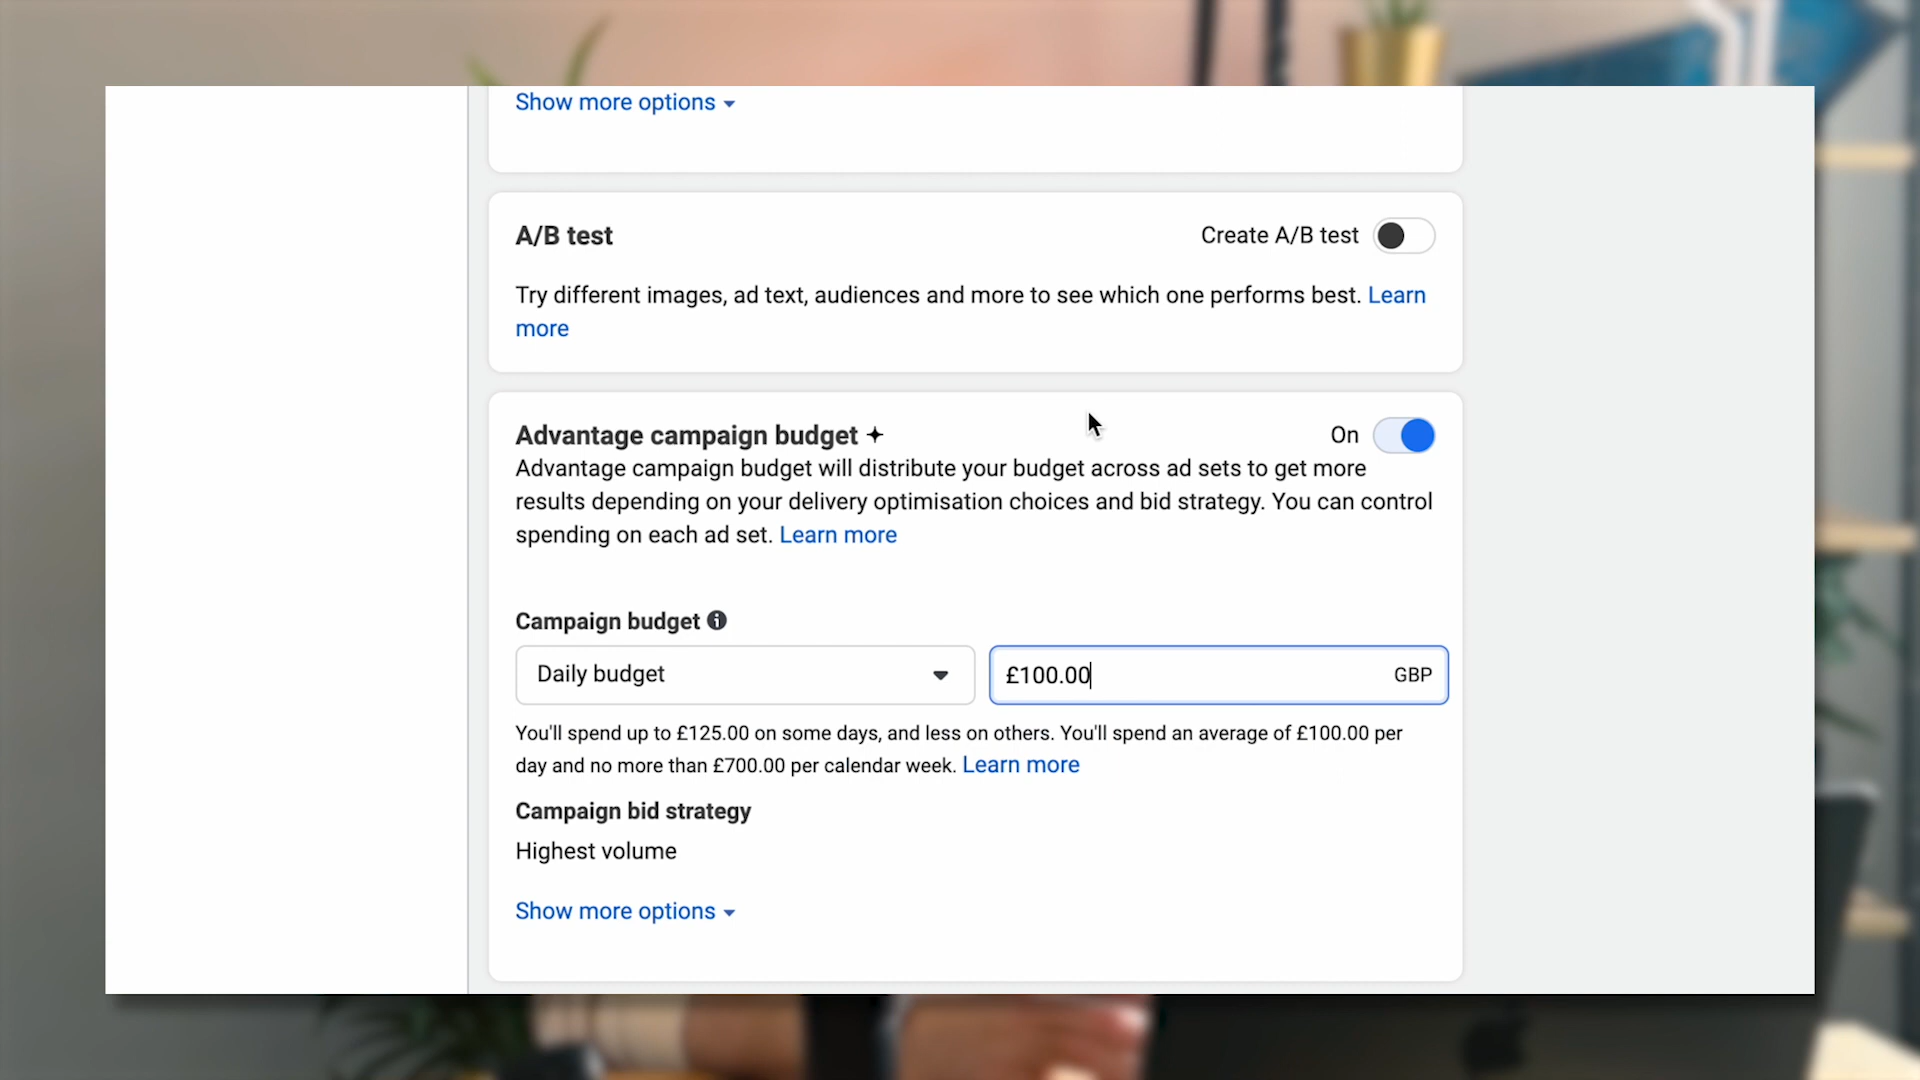 Show more options
A/B test
Create A/B test
Try different images, ad text, audiences and more to see which one performs best. Learn
more
Advantage campaign budget
On
Advantage campaign budget will distribute your budget across ad sets to get more
results depending on your delivery optimisation choices and bid strategy. You can control
spending on each ad set. Learn more
Campaign budget
Daily budget
£100.00
GBP
You'll spend up to £125.00 on some days, and less on others. You'll spend an average of £100.00 per
day and no more than £700.00 per calendar week. Learn more
Campaign bid strategy
Highest volume
Show more options